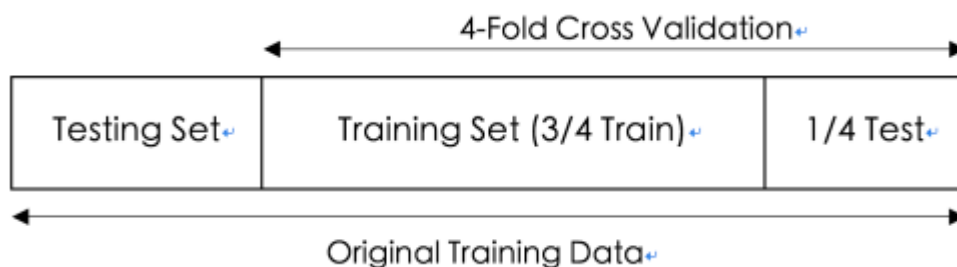 4-Fold Cross Validation↵
Testing Set↵ Training Set (3/4 Train)↵ 1/4 Test↵
Original Training Data↵